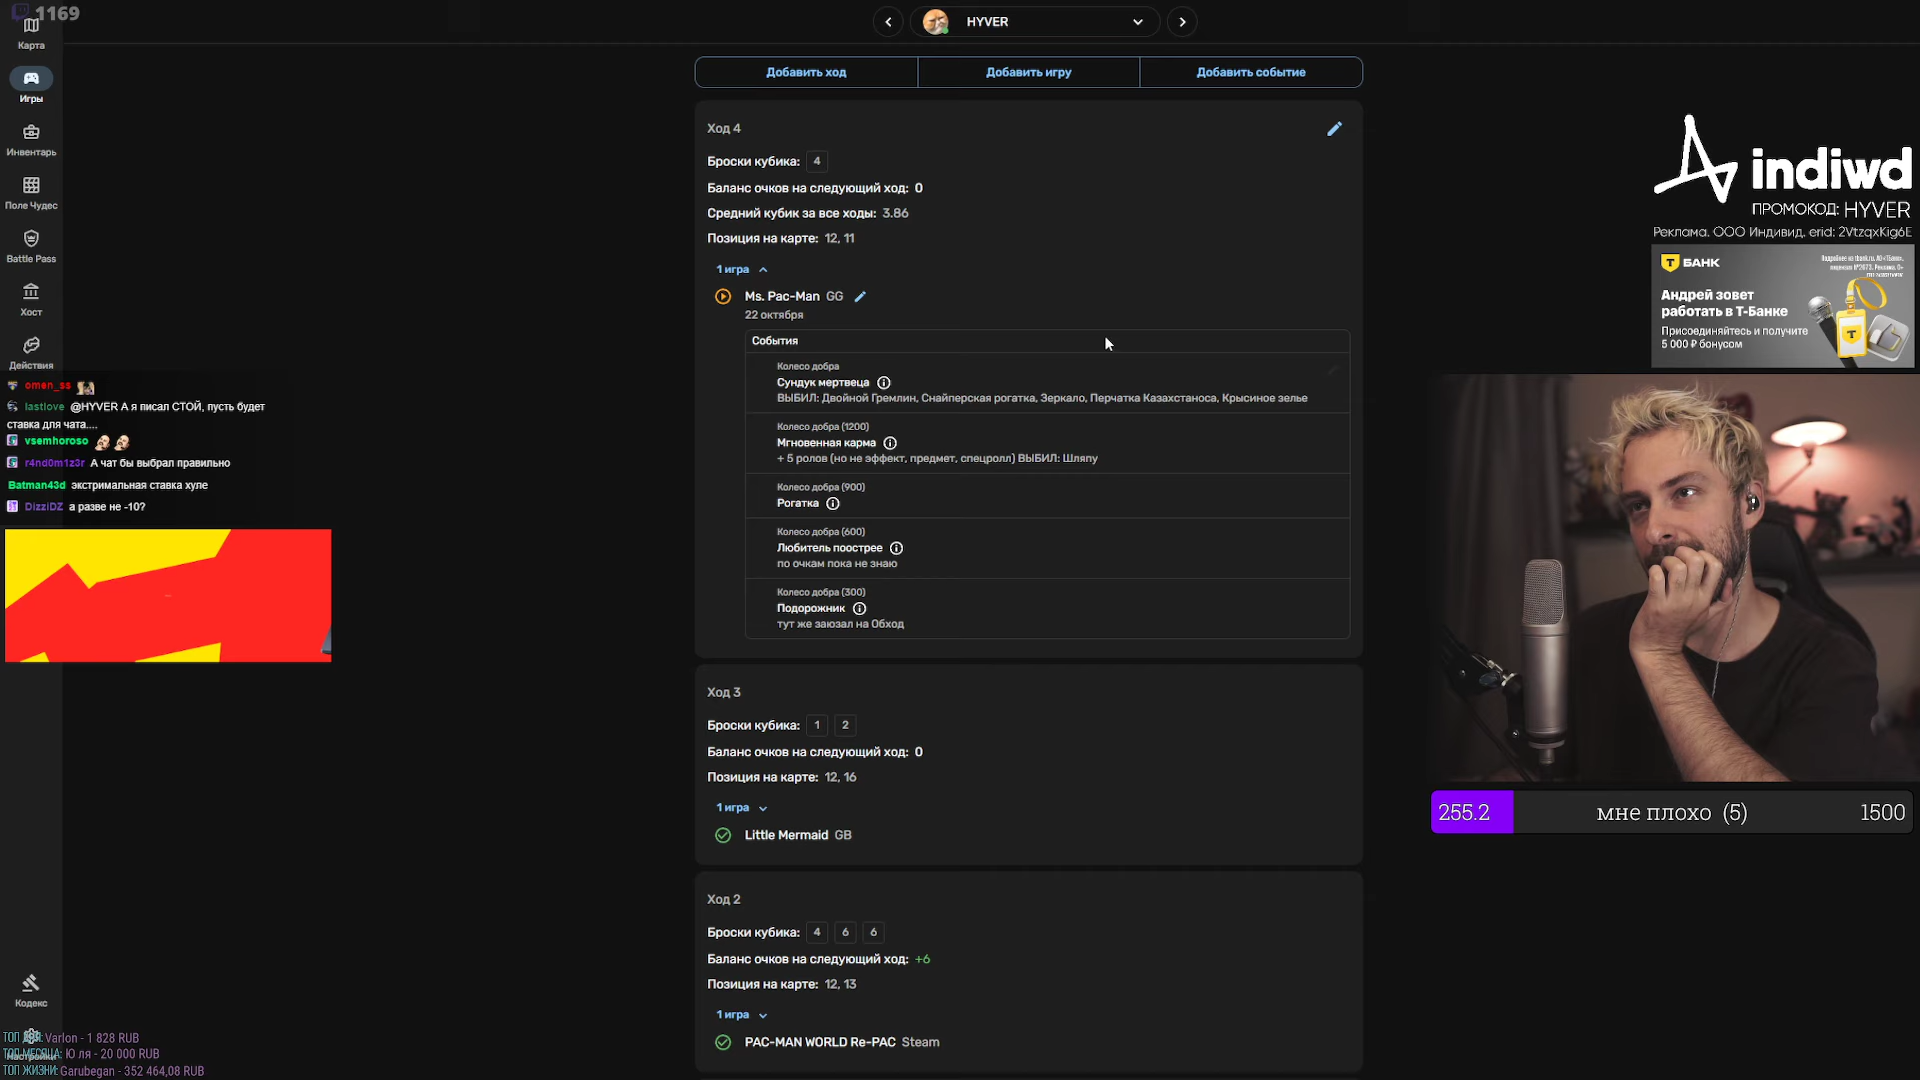 1169
Карта
Игры
Инвентарь
Поле Чудес
Battle Pass
Хост
Действия
omen_ss
lastlove @HYVER А я писал СТОЙ, пусть будет
ставка для чата....
vsemhoroso
r4nd0m1z3r А чат бы выбрал правильно
Batman43d экстримальная ставка хуле
DizziDZ а разве не -10?
Кодекс
Настройки
ТОП ДНЯ: Varlon - 1 828 RUB
ТОП МЕСЯЦА: Ю ля - 20 000 RUB
ТОП ЖИЗНИ: Garubegan - 352 464,08 RUB
HYVER
Добавить ход
Добавить игру
Добавить событие
Ход 4
Броски кубика: 4
Баланс очков на следующий ход: 0
Средний кубик за все ходы: 3.86
Позиция на карте: 12, 11
1 игра
Ms. Pac-Man GG
22 октября
События
Колесо добра
Сундук мертвеца
ВЫБИЛ: Двойной Гремлин, Снайперская рогатка, Зеркало, Перчатка Казахстаноса, Крысиное зелье
Колесо добра (1200)
Мгновенная карма
+ 5 ролов (но не эффект, предмет, спецролл) ВЫБИЛ: Шляпу
Колесо добра (900)
Рогатка
Колесо добра (600)
Любитель поострее
по очкам пока не знаю
Колесо добра (300)
Подорожник
тут же заюзал на Обход
Ход 3
Броски кубика: 1 2
Баланс очков на следующий ход: 0
Позиция на карте: 12, 16
1 игра
Little Mermaid GB
Ход 2
Броски кубика: 4 6 6
Баланс очков на следующий ход: +6
Позиция на карте: 12, 13
1 игра
PAC-MAN WORLD Re-PAC Steam
indiwd
ПРОМОКОД: HYVER
Реклама. ООО Индивид. erid: 2VtzqxKig6E
Т БАНК
Андрей зовет
работать в Т-Банке
Присоединяйтесь и получите
5 000 ₽ бонусом
255.2 мне плохо (5) 1500